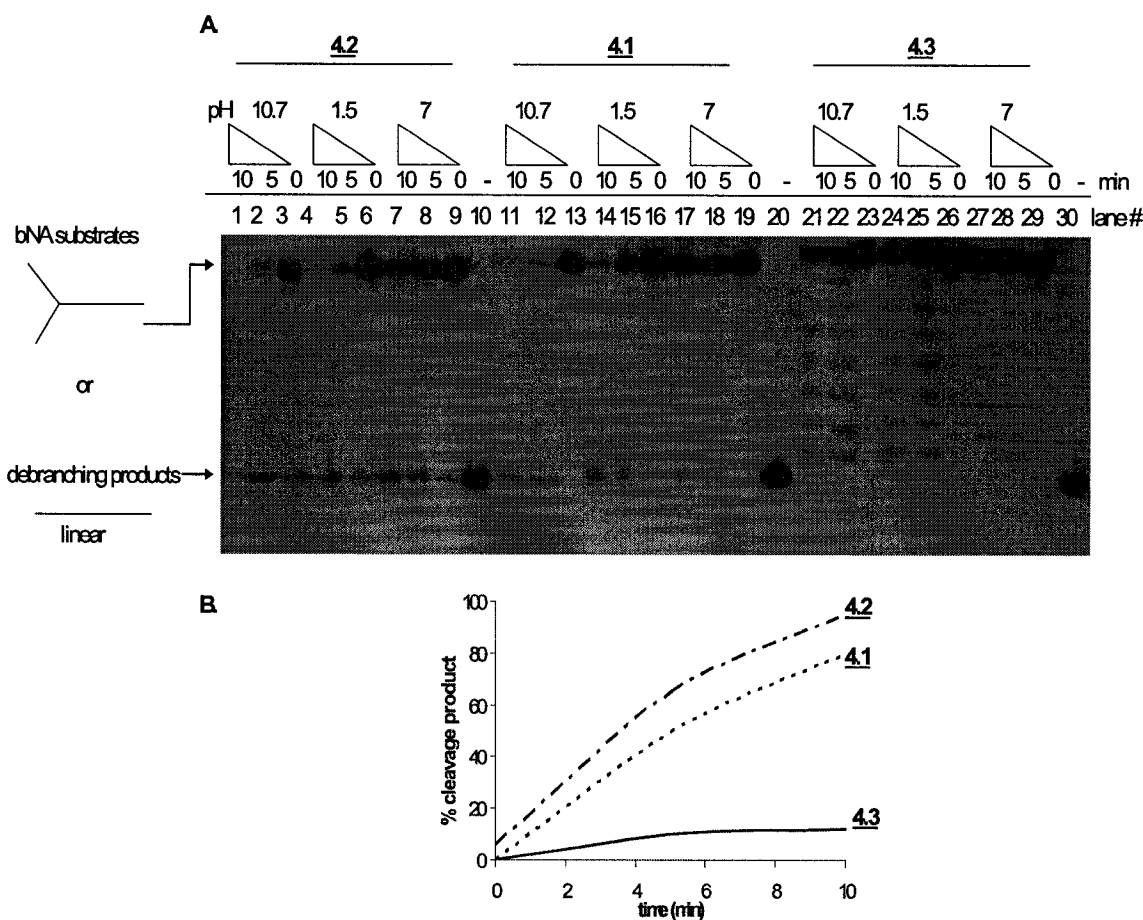 A.
4.2 4.1 4.3
pH 10.7 1.5 7 10.7 1.5 7 10.7 1.5 7
10 5 0 10 5 0 10 5 0 - 10 5 0 10 5 0 10 5 0 - 10 5 0 10 5 0 10 5 0 - min
1 2 3 4 5 6 7 8 9 10 11 12 13 14 15 16 17 18 19 20 21 22 23 24 25 26 27 28 29 30 lane #
bNA substrates
or
debranching products
linear
B.
100
80
60
40
20
0
% cleavage product
4.2
4.1
4.3
0 2 4 6 8 10
time (min)